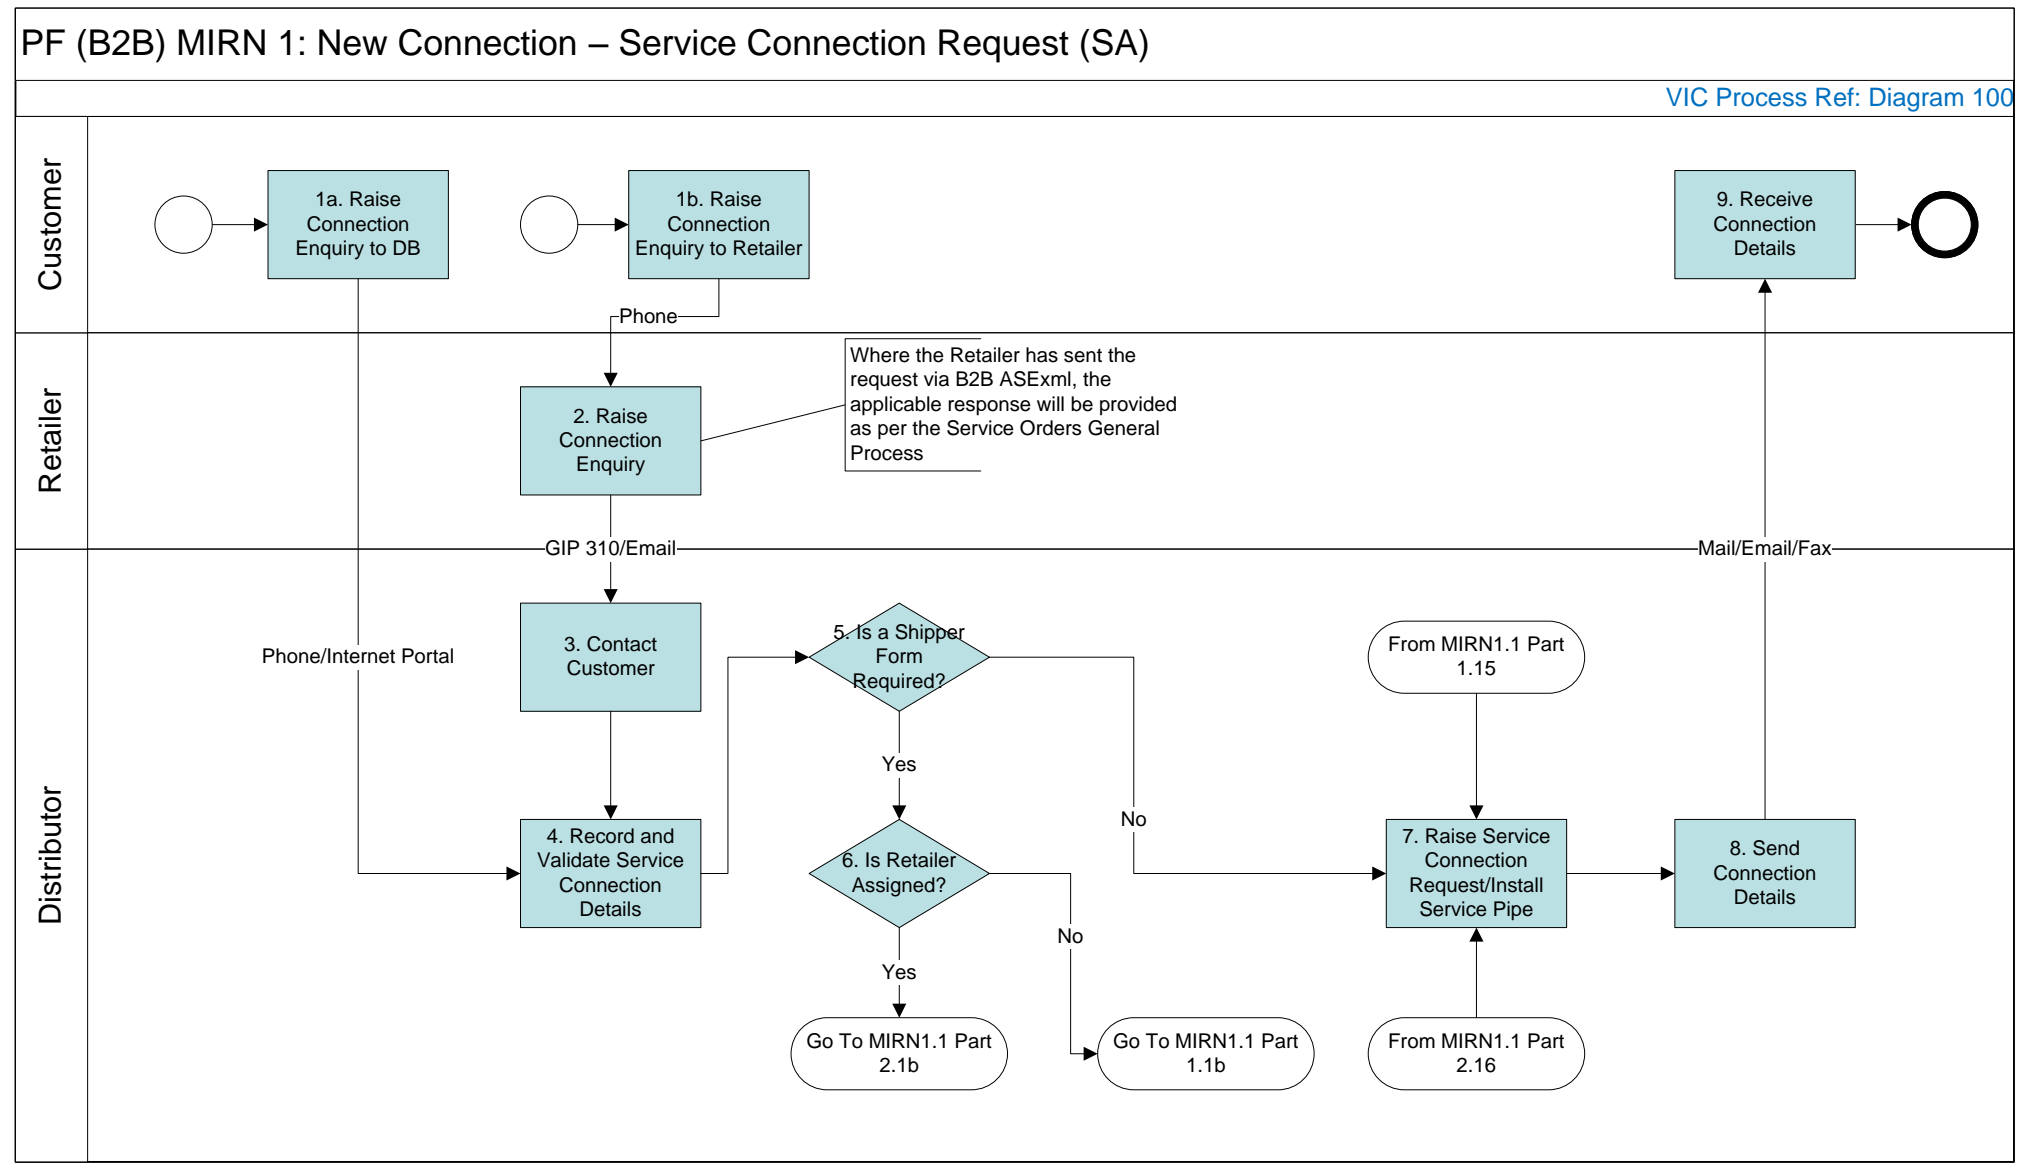 PF (B2B) MIRN 1: New Connection – Service Connection Request (SA)
VIC Process Ref: Diagram 100
Customer
1a. Raise
Connection
Enquiry to DB
1b. Raise
Connection
Enquiry to Retailer
9. Receive
Connection
Details
Phone
Retailer
2. Raise
Connection
Enquiry
Where the Retailer has sent the
request via B2B ASExml, the
applicable response will be provided
as per the Service Orders General
Process
GIP 310/Email
Mail/Email/Fax
Distributor
Phone/Internet Portal
3. Contact
Customer
5. Is a Shipper
Form
Required?
From MIRN1.1 Part
1.15
Yes
No
4. Record and
Validate Service
Connection
Details
6. Is Retailer
Assigned?
7. Raise Service
Connection
Request/Install
Service Pipe
8. Send
Connection
Details
No
Yes
Go To MIRN1.1 Part
2.1b
Go To MIRN1.1 Part
1.1b
From MIRN1.1 Part
2.16